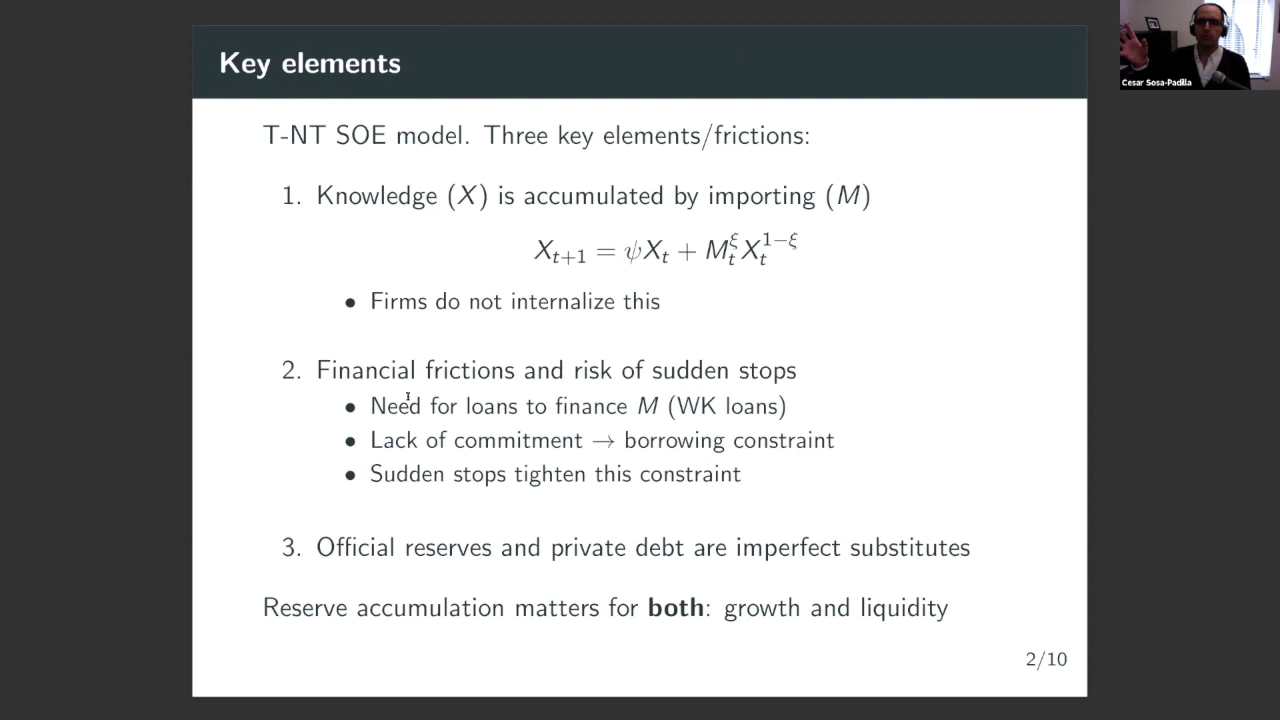 Key elements
Cesar Sosa-Padilla
T-NT SOE model. Three key elements/frictions:
1. Knowledge (X) is accumulated by importing (M)
X_{t+1} = ψX_t + M_t^ξ X_t^{1−ξ}
• Firms do not internalize this
2. Financial frictions and risk of sudden stops
• Need for loans to finance M (WK loans)
• Lack of commitment → borrowing constraint
• Sudden stops tighten this constraint
3. Official reserves and private debt are imperfect substitutes
Reserve accumulation matters for both: growth and liquidity
2/10